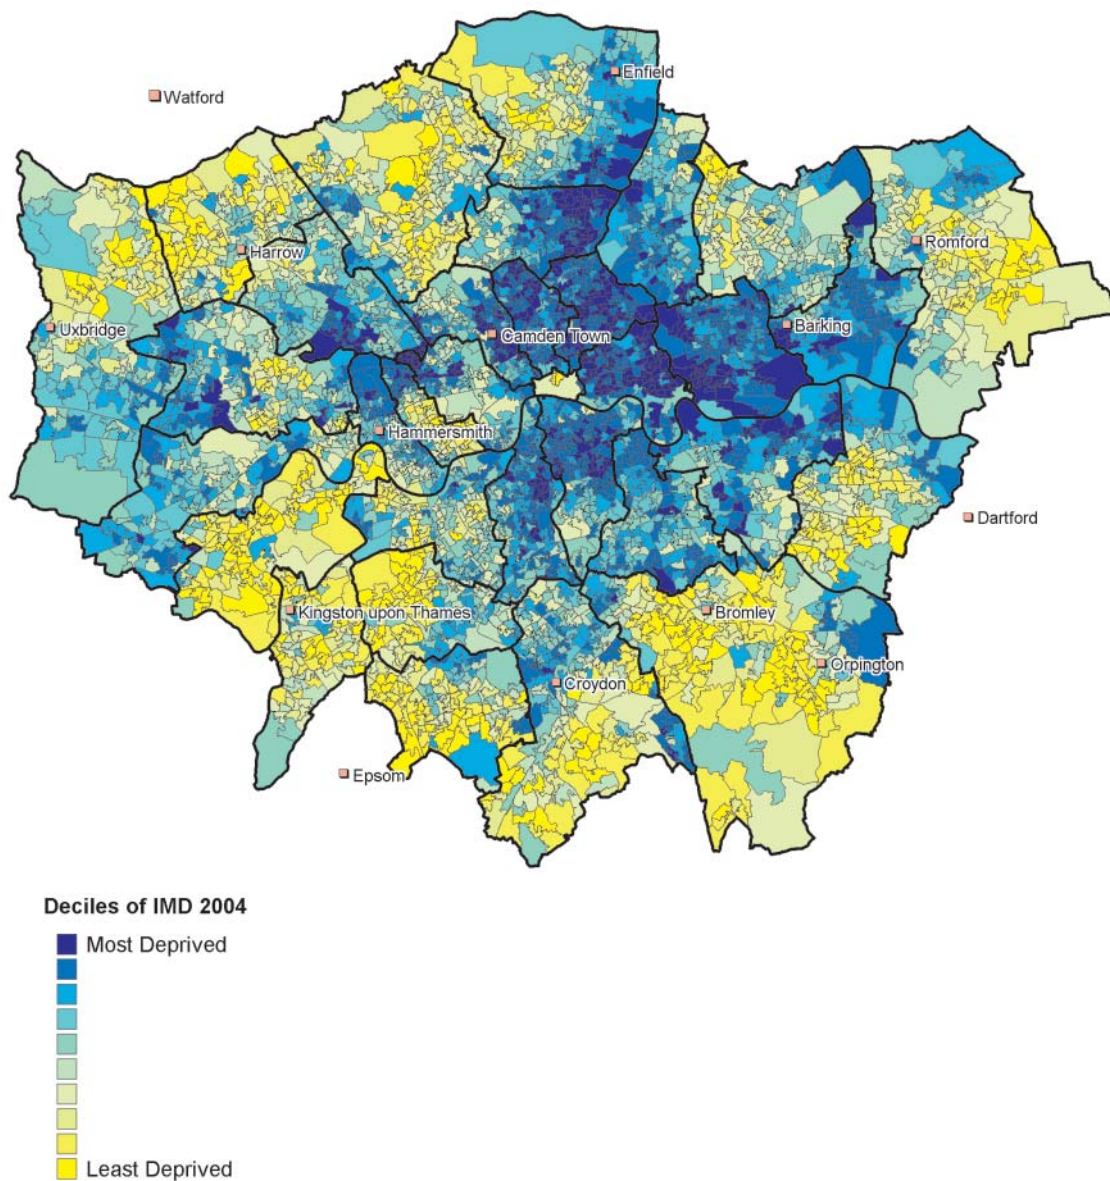 Enfield
Watford
Romford
Harrow
Uxbridge
Barking
Camden Town
Hammersmith
Dartford
Kingston upon Thames
Bromley
Orpington
Croydon
Epsom
Deciles of IMD 2004
Most Deprived
Least Deprived